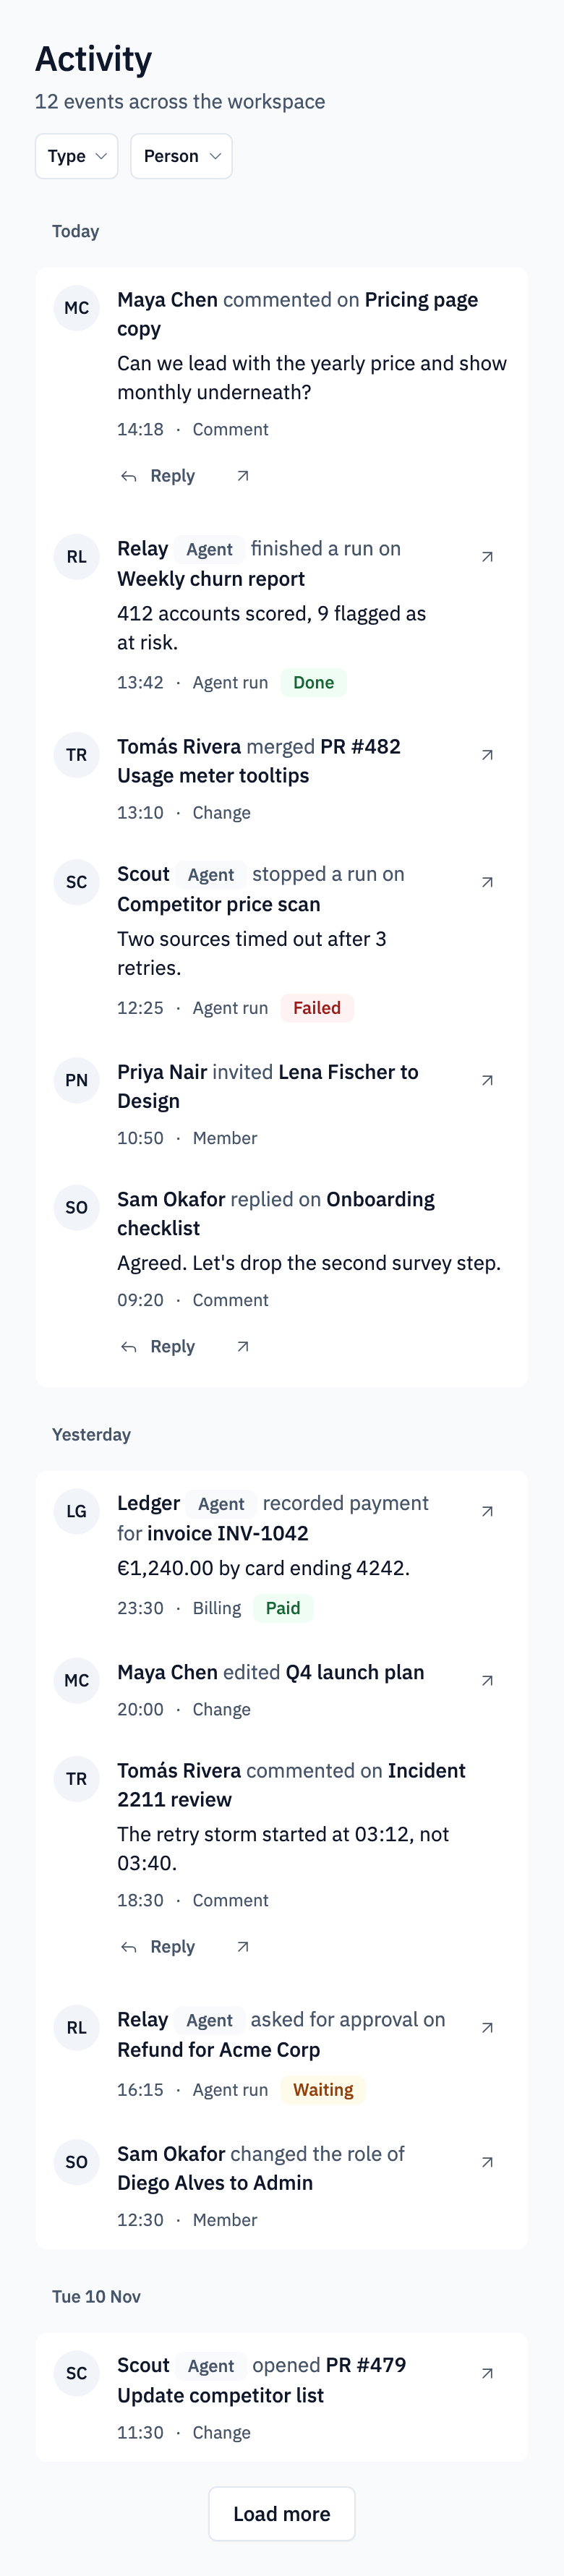 Activity
12 events across the workspace
Type Person
Today
MC
Maya Chen commented on Pricing page
copy
Can we lead with the yearly price and show
monthly underneath?
14:18 · Comment
Reply
RL
Relay Agent finished a run on
Weekly churn report
412 accounts scored, 9 flagged as
at risk.
13:42 · Agent run Done
TR
Tomás Rivera merged PR #482
Usage meter tooltips
13:10 · Change
SC
Scout Agent stopped a run on
Competitor price scan
Two sources timed out after 3
retries.
12:25 · Agent run Failed
PN
Priya Nair invited Lena Fischer to
Design
10:50 · Member
SO
Sam Okafor replied on Onboarding
checklist
Agreed. Let's drop the second survey step.
09:20 · Comment
Reply
Yesterday
LG
Ledger Agent recorded payment
for invoice INV-1042
€1,240.00 by card ending 4242.
23:30 · Billing Paid
MC
Maya Chen edited Q4 launch plan
20:00 · Change
TR
Tomás Rivera commented on Incident
2211 review
The retry storm started at 03:12, not
03:40.
18:30 · Comment
Reply
RL
Relay Agent asked for approval on
Refund for Acme Corp
16:15 · Agent run Waiting
SO
Sam Okafor changed the role of
Diego Alves to Admin
12:30 · Member
Tue 10 Nov
SC
Scout Agent opened PR #479
Update competitor list
11:30 · Change
Load more